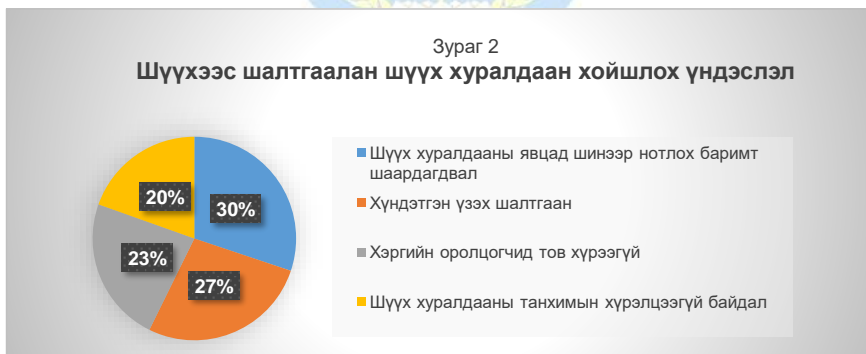 Зураг 2
Шүүхээс шалтгаалан шүүх хуралдаан хойшлох үндэслэл
30%
27%
23%
20%
Шүүх хуралдааны явцад шинээр нотлох баримт
шаардагдвал
Хүндэтгэн үзэх шалтгаан
Хэргийн оролцогчид тов хүрээгүй
Шүүх хуралдааны танхимын хүрэлцээгүй байдал